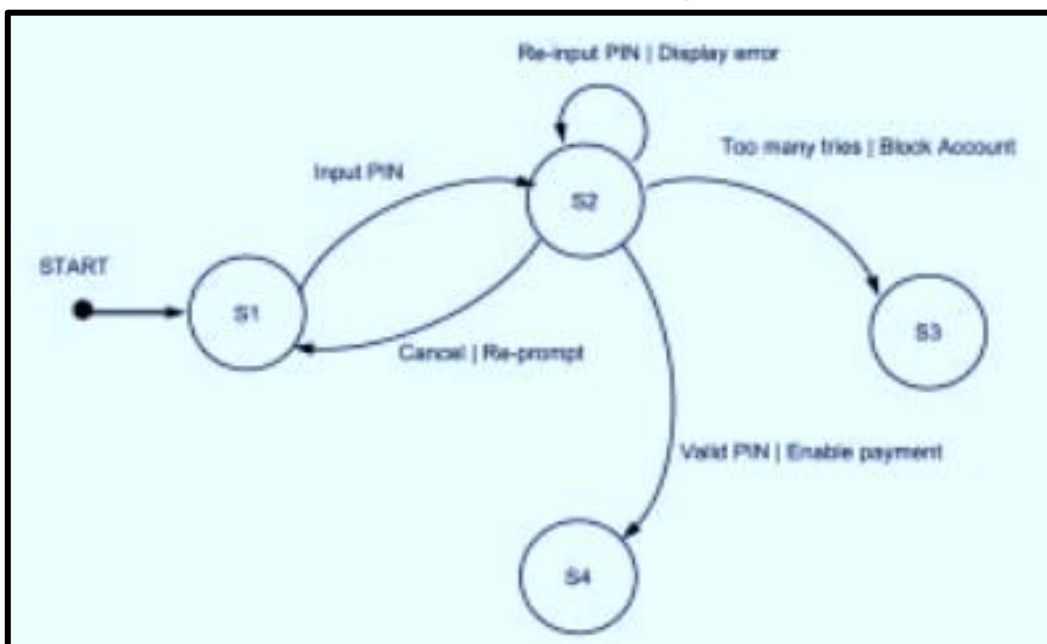 Re-input PIN | Display error
Too many tries | Block Account
Input PIN
S2
START
S1
S3
Cancel | Re-prompt
Valid PIN | Enable payment
S4